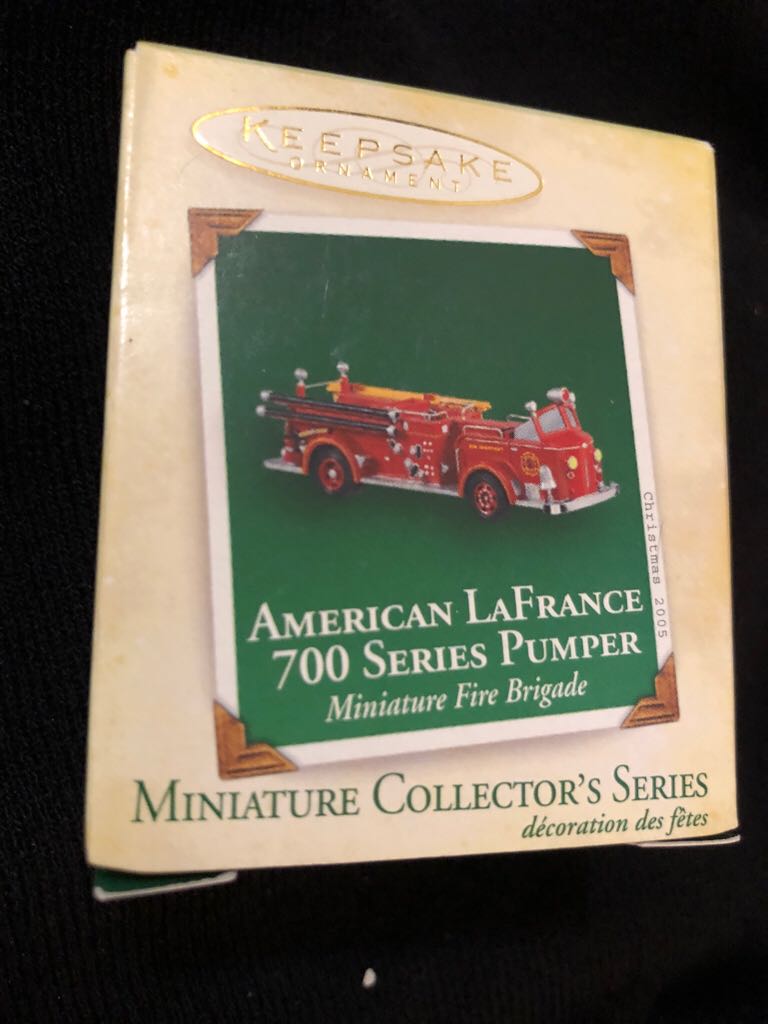 KEEPSAKE
ORNAMENT
Christmas 2005
AMERICAN LAFRANCE
700 SERIES PUMPER
Miniature Fire Brigade
MINIATURE COLLECTOR'S SERIES
décoration des fêtes